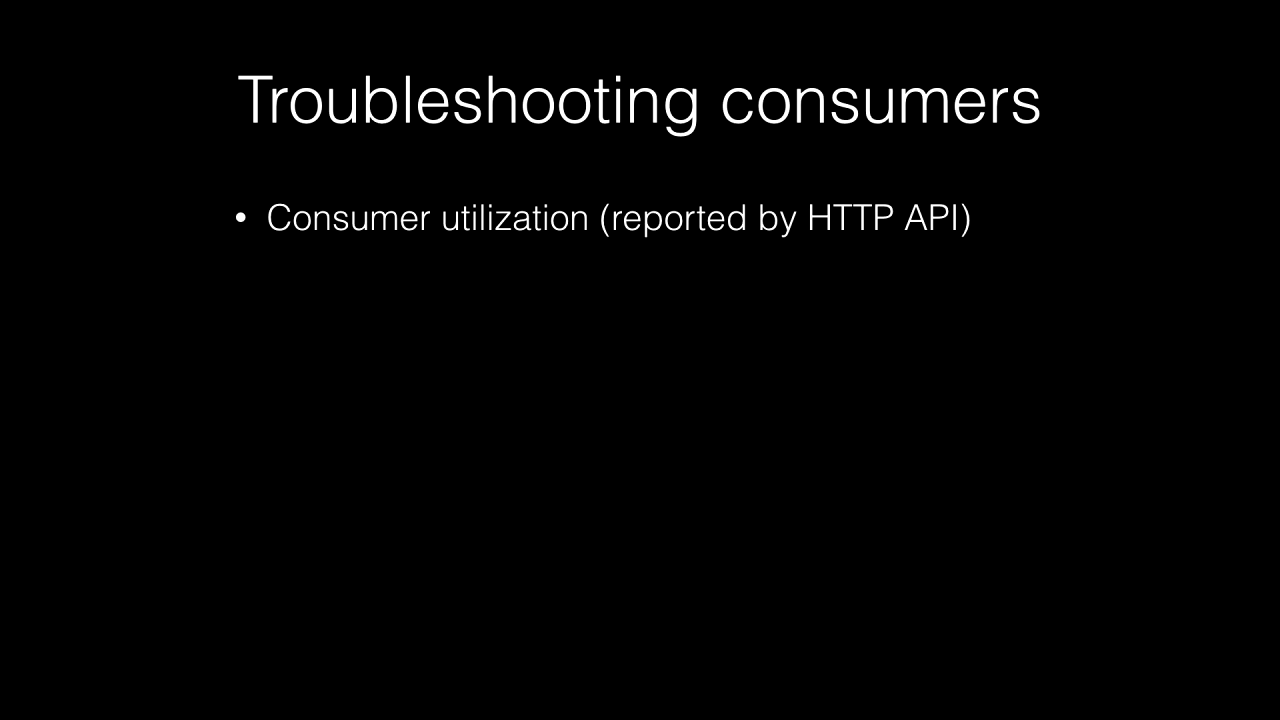 Troubleshooting consumers
• Consumer utilization (reported by HTTP API)